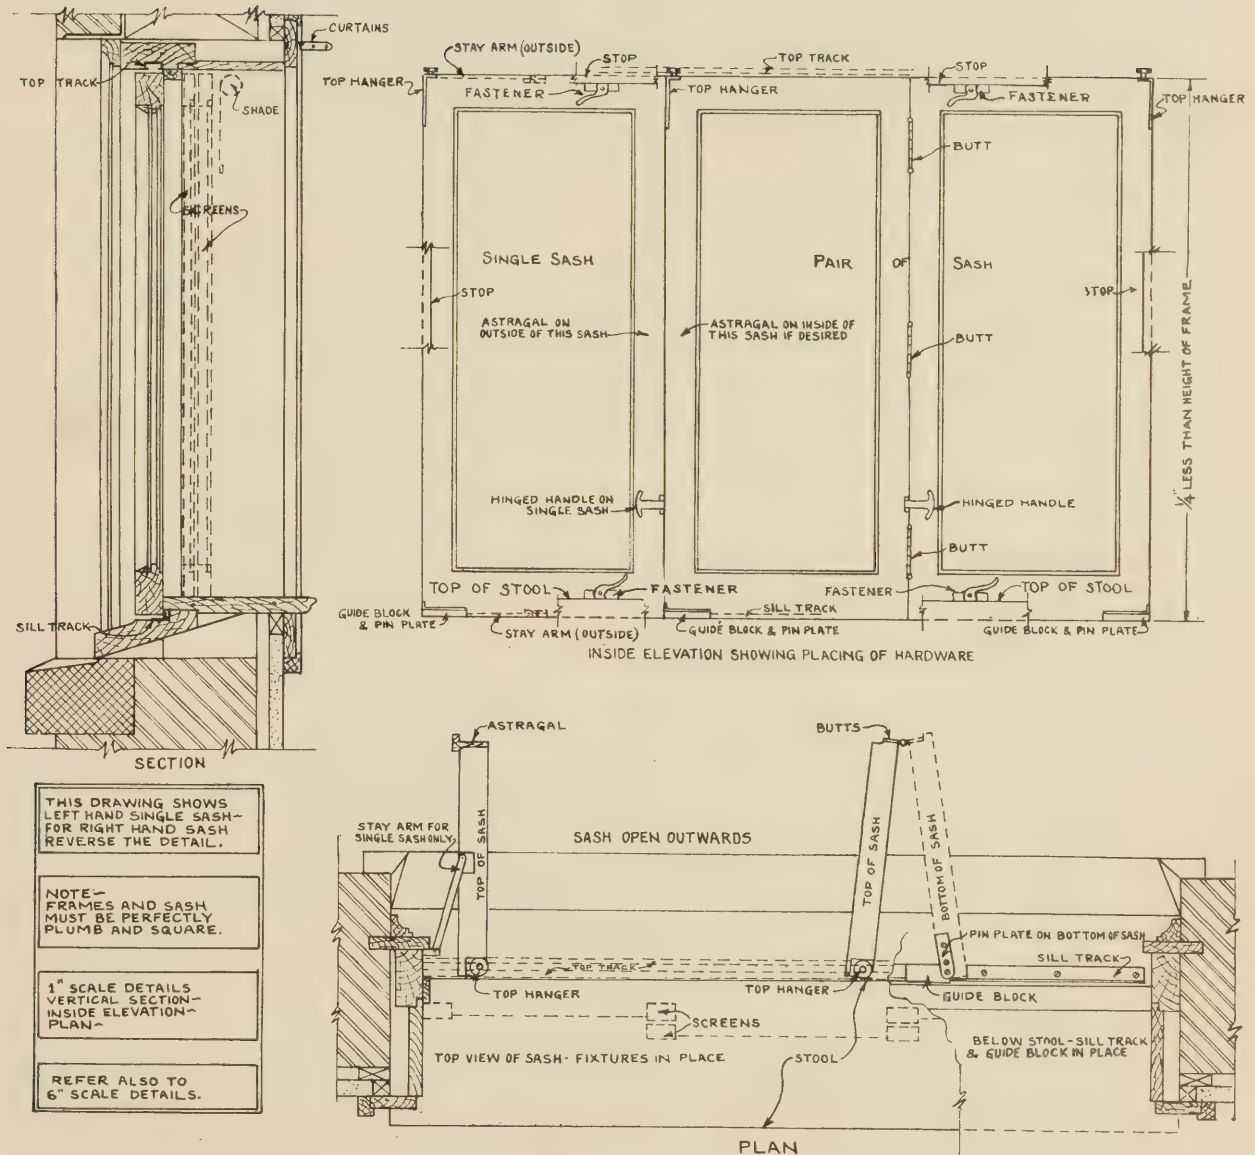 CURTAINS
TOP TRACK
SHADE
SCREENS
SILL TRACK
SECTION
STAY ARM (OUTSIDE)
STOP
TOP TRACK
STOP
TOP HANGER
FASTENER
TOP HANGER
FASTENER
TOP HANGER
BUTT
SINGLE SASH
PAIR OF SASH
STOP
STOP
ASTRAGAL ON
OUTSIDE OF THIS SASH
ASTRAGAL ON INSIDE OF
THIS SASH IF DESIRED
BUTT
1/4" LESS THAN HEIGHT OF FRAME
HINGED HANDLE ON
SINGLE SASH
HINGED HANDLE
BUTT
TOP OF STOOL
FASTENER
FASTENER
TOP OF STOOL
GUIDE BLOCK
& PIN PLATE
STAY ARM (OUTSIDE)
SILL TRACK
GUIDE BLOCK & PIN PLATE
GUIDE BLOCK & PIN PLATE
INSIDE ELEVATION SHOWING PLACING OF HARDWARE
THIS DRAWING SHOWS
LEFT HAND SINGLE SASH~
FOR RIGHT HAND SASH
REVERSE THE DETAIL.
NOTE~
FRAMES AND SASH
MUST BE PERFECTLY
PLUMB AND SQUARE.
1" SCALE DETAILS
VERTICAL SECTION~
INSIDE ELEVATION~
PLAN~
REFER ALSO TO
6" SCALE DETAILS.
ASTRAGAL
BUTTS
STAY ARM FOR
SINGLE SASH ONLY
TOP OF SASH
SASH OPEN OUTWARDS
TOP OF SASH
BOTTOM OF SASH
PIN PLATE ON BOTTOM OF SASH
SILL TRACK
TOP TRACK
TOP HANGER
TOP HANGER
GUIDE BLOCK
SCREENS
TOP VIEW OF SASH - FIXTURES IN PLACE
STOOL
BELOW STOOL - SILL TRACK
& GUIDE BLOCK IN PLACE
PLAN